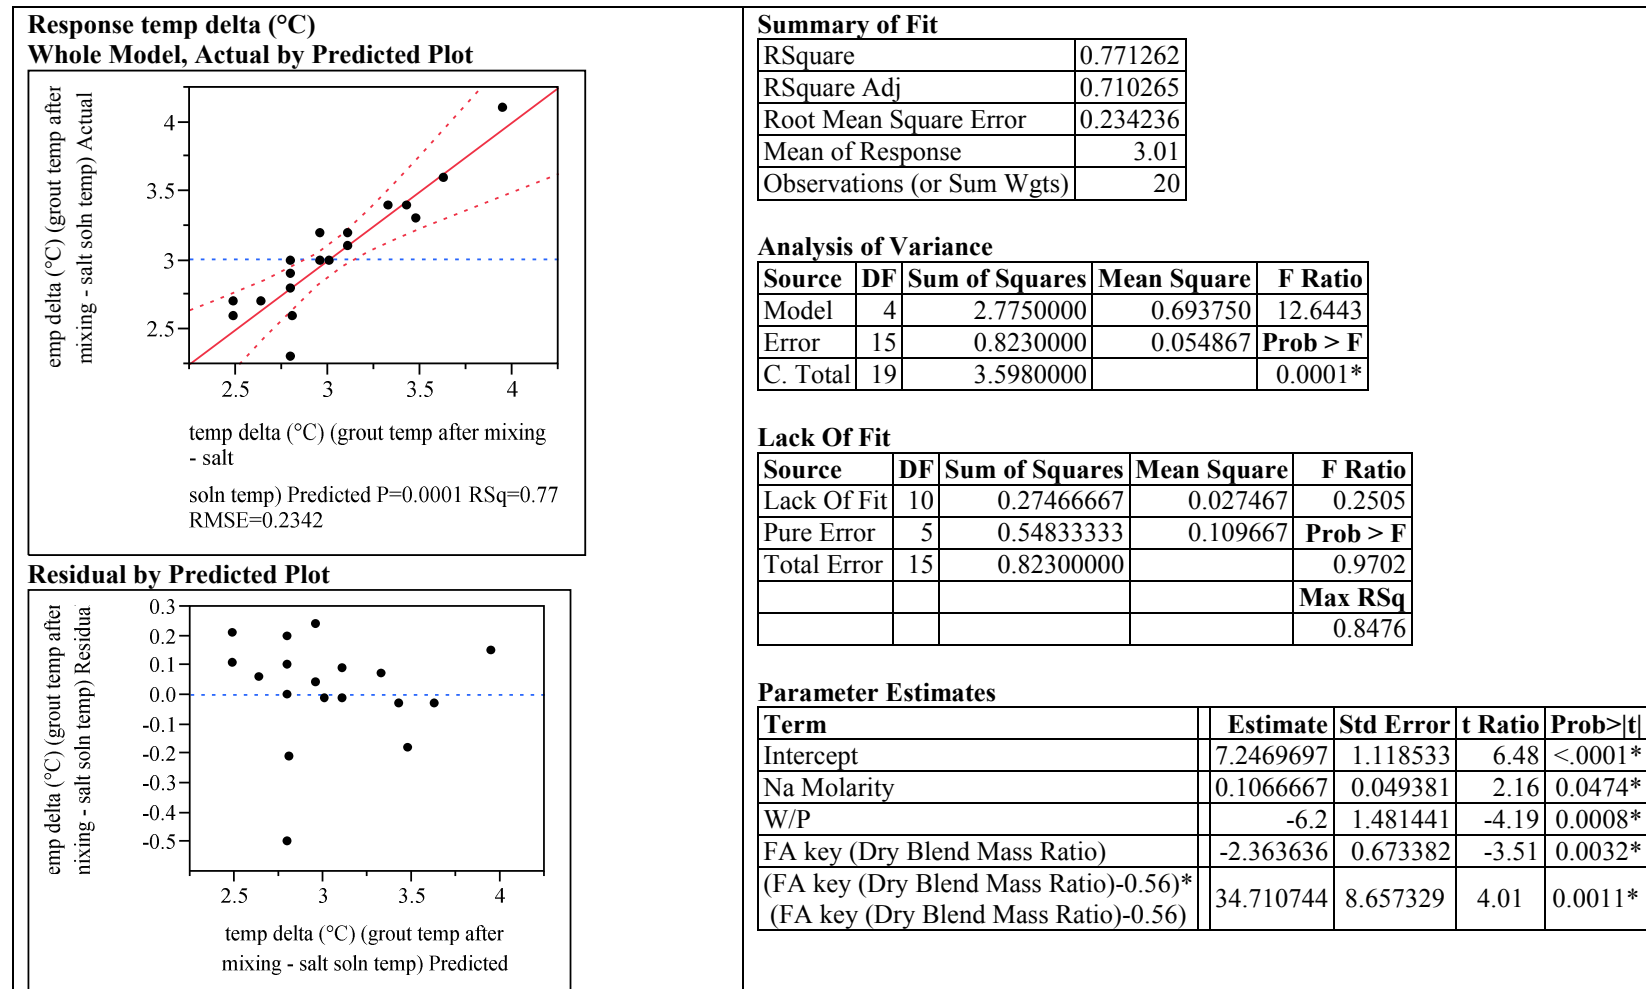 Response temp delta (°C)
Whole Model, Actual by Predicted Plot
emp delta (°C) (grout temp after
mixing - salt soln temp) Actual
4
3.5
3
2.5
2.5 3 3.5 4
temp delta (°C) (grout temp after mixing
- salt
soln temp) Predicted P=0.0001 RSq=0.77
RMSE=0.2342
Residual by Predicted Plot
emp delta (°C) (grout temp after
nixing - salt soln temp) Residua
0.3
0.2
0.1
0.0
-0.1
-0.2
-0.3
-0.4
-0.5
2.5 3 3.5 4
temp delta (°C) (grout temp after
mixing - salt soln temp) Predicted
Summary of Fit
RSquare 0.771262
RSquare Adj 0.710265
Root Mean Square Error 0.234236
Mean of Response 3.01
Observations (or Sum Wgts) 20
Analysis of Variance
Source DF Sum of Squares Mean Square F Ratio
Model 4 2.7750000 0.693750 12.6443
Error 15 0.8230000 0.054867 Prob > F
C. Total 19 3.5980000 0.0001*
Lack Of Fit
Source DF Sum of Squares Mean Square F Ratio
Lack Of Fit 10 0.27466667 0.027467 0.2505
Pure Error 5 0.54833333 0.109667 Prob > F
Total Error 15 0.82300000 0.9702
Max RSq
0.8476
Parameter Estimates
Term Estimate Std Error t Ratio Prob>|t|
Intercept 7.2469697 1.118533 6.48 <.0001*
Na Molarity 0.1066667 0.049381 2.16 0.0474*
W/P -6.2 1.481441 -4.19 0.0008*
FA key (Dry Blend Mass Ratio) -2.363636 0.673382 -3.51 0.0032*
(FA key (Dry Blend Mass Ratio)-0.56)*
(FA key (Dry Blend Mass Ratio)-0.56) 34.710744 8.657329 4.01 0.0011*